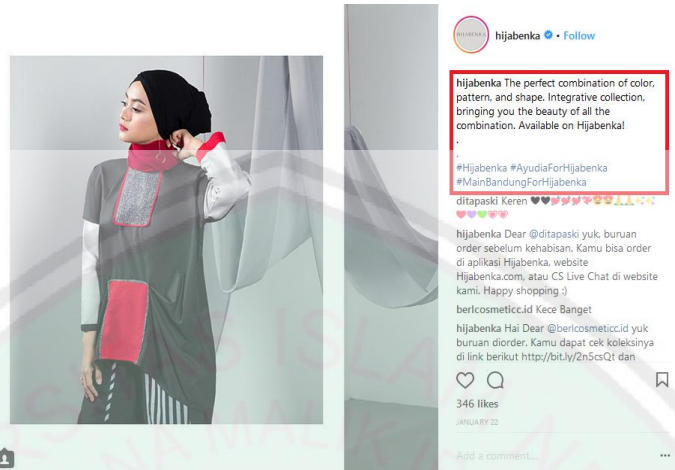 HIJABENKA
hijabenka • Follow
hijabenka The perfect combination of color,
pattern, and shape. Integrative collection,
bringing you the beauty of all the
combination. Available on Hijabenka!
.
.
#Hijabenka #AyudiaForHijabenka
#MainBandungForHijabenka
ditapaski Keren 🖤🖤💓💓💓💖😍😍🙏🙏✨✨
💗💜💚💖💖
hijabenka Dear @ditapaski yuk, buruan
order sebelum kehabisan. Kamu bisa order
di aplikasi Hijabenka, website
Hijabenka.com, atau CS Live Chat di website
kami. Happy shopping :)
berlcosmeticc.id Kece Banget
hijabenka Hai Dear @berlcosmeticc.id yuk
buruan diorder. Kamu dapat cek koleksinya
di link berikut http://bit.ly/2n5csQt dan
346 likes
JANUARY 22
Add a comment...